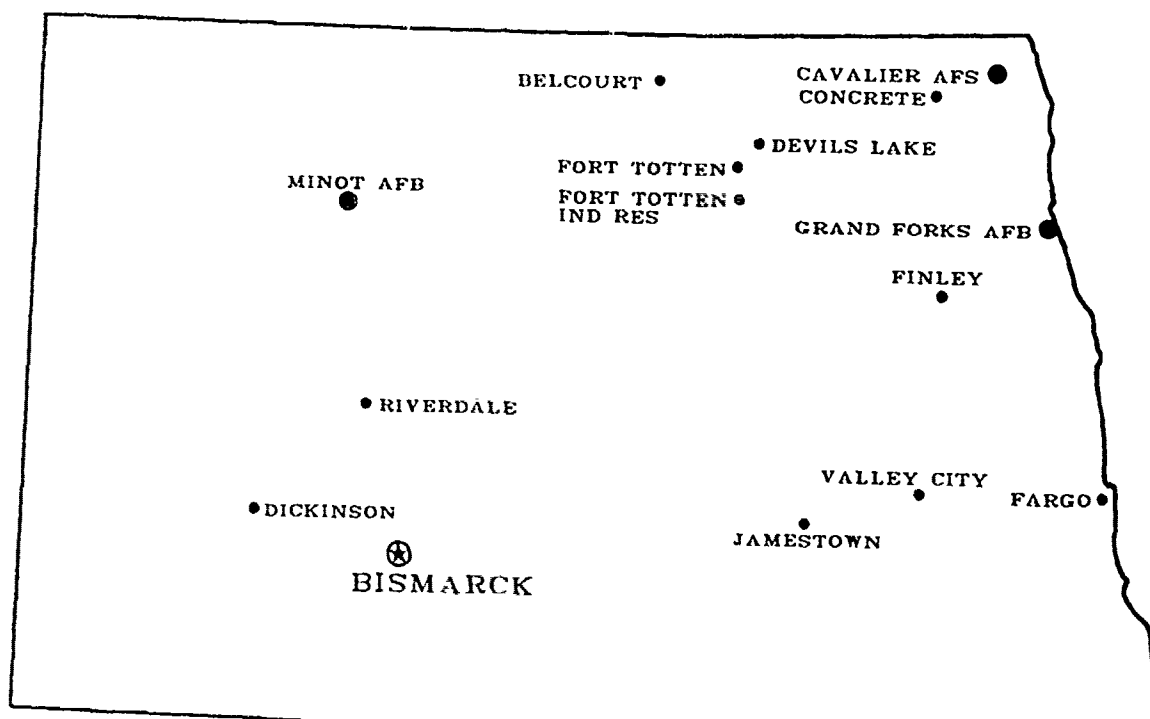 BELCOURT
CAVALIER AFS
CONCRETE
DEVILS LAKE
FORT TOTTEN
MINOT AFB
FORT TOTTEN
IND RES
GRAND FORKS AFB
FINLEY
RIVERDALE
VALLEY CITY
FARGO
DICKINSON
JAMESTOWN
BISMARCK